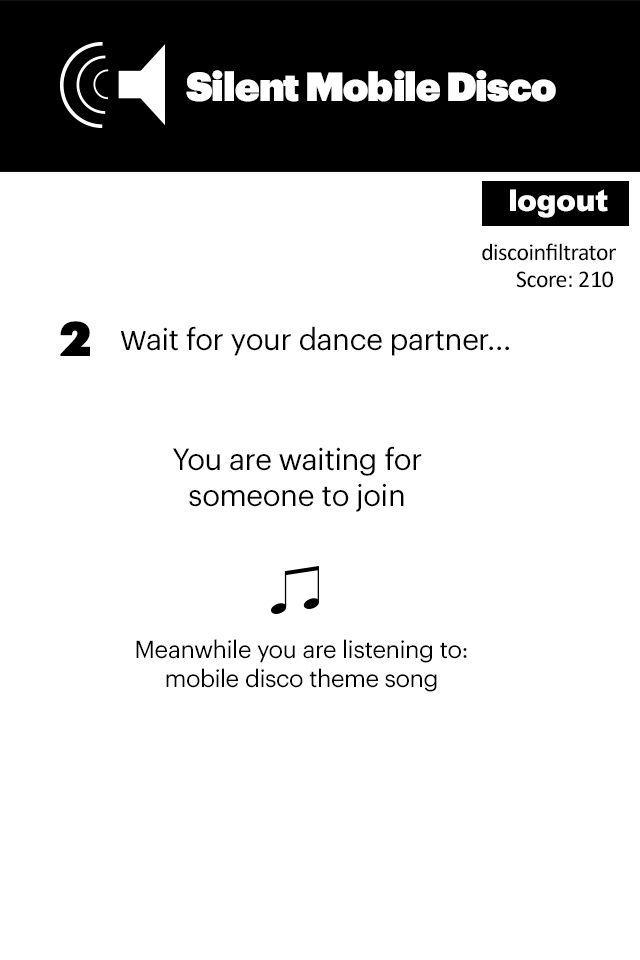 Silent Mobile Disco
logout
discoinfiltrator
Score: 210
2 Wait for your dance partner...
You are waiting for
someone to join
Meanwhile you are listening to:
mobile disco theme song